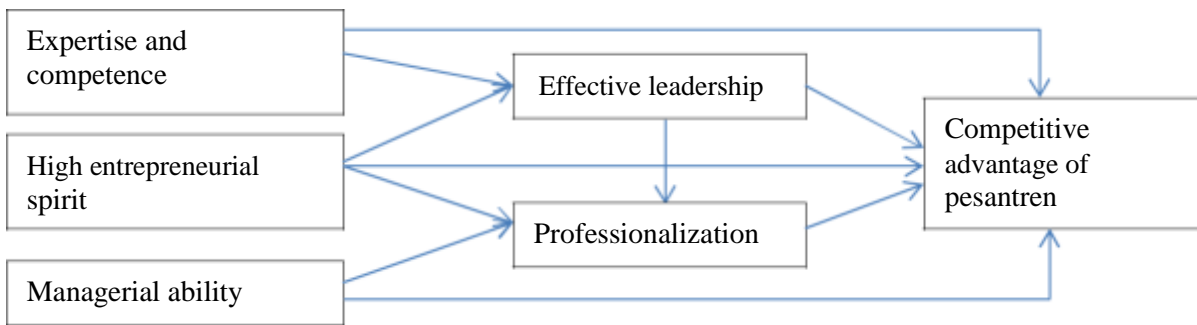 Expertise and
competence
Effective leadership
High entrepreneurial
spirit
Professionalization
Managerial ability
Competitive
advantage of
pesantren